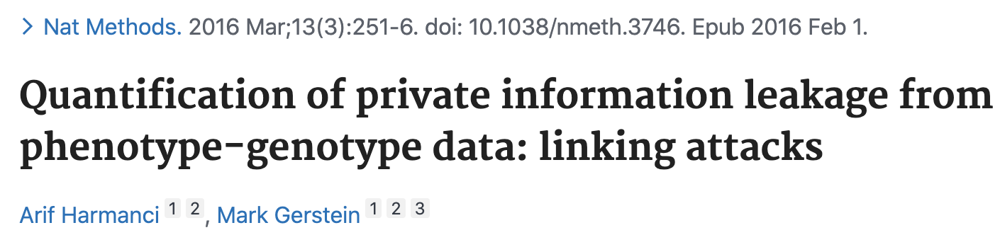 > Nat Methods. 2016 Mar;13(3):251-6. doi: 10.1038/nmeth.3746. Epub 2016 Feb 1.
Quantification of private information leakage from
phenotype-genotype data: linking attacks
Arif Harmanci 1 2, Mark Gerstein 1 2 3